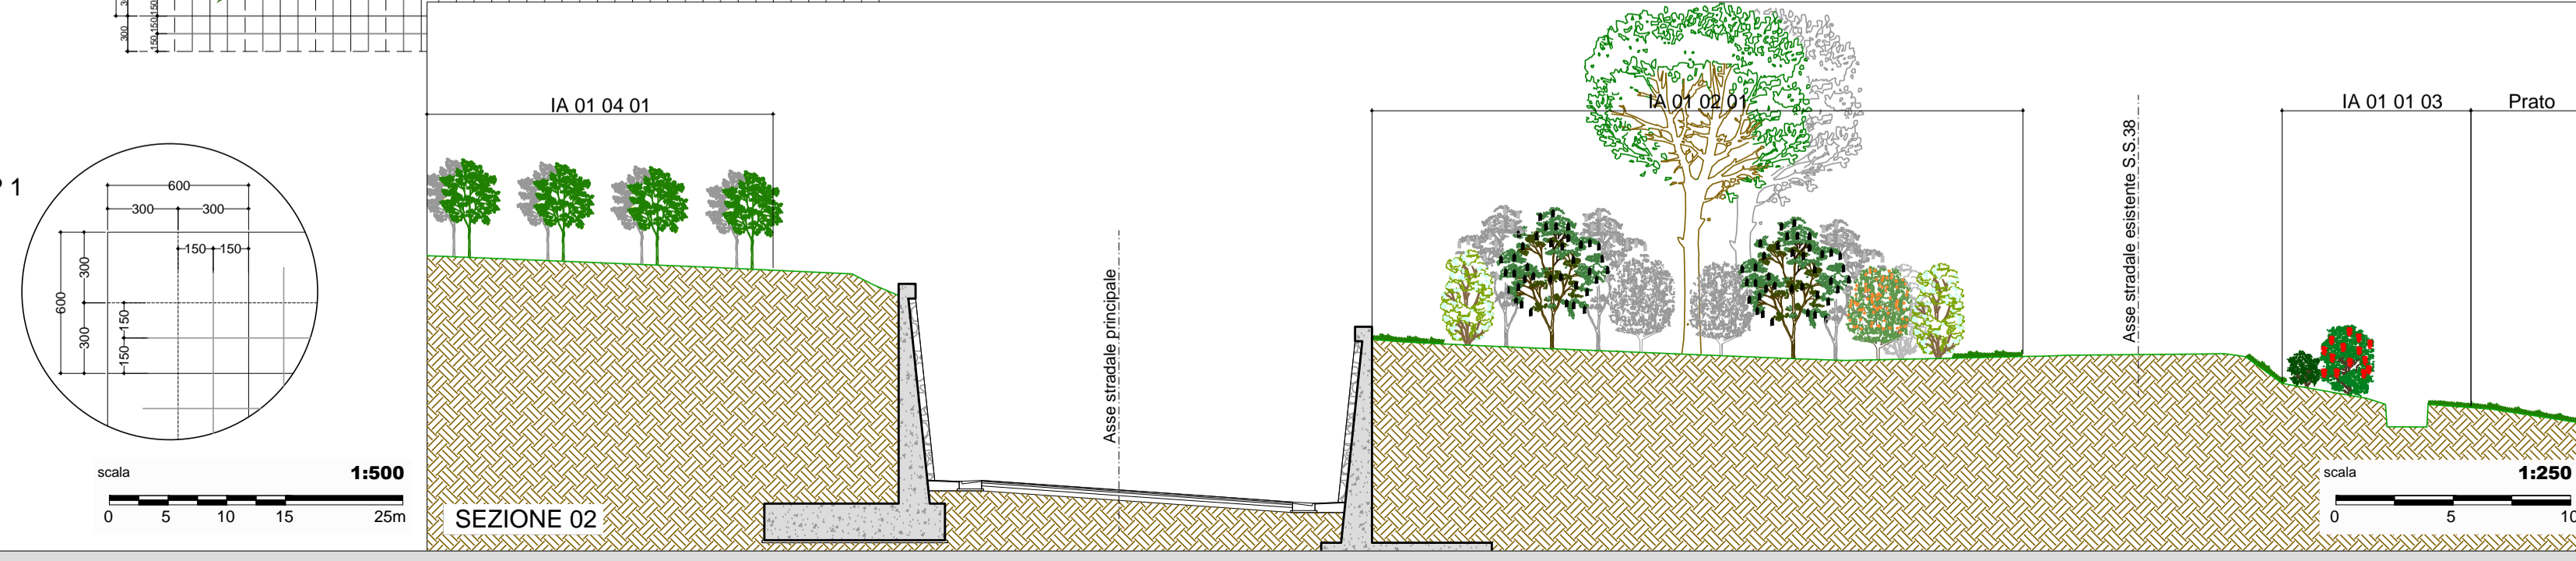 300
150
150
1
600
300
300
150
150
600
300
300
150
150
scala 1:500
0 5 10 15 25m
IA 01 04 01
IA 01 02 01
IA 01 01 03
Prato
Asse stradale principale
Asse stradale esistente S.S.38
SEZIONE 02
scala 1:250
0 5 10